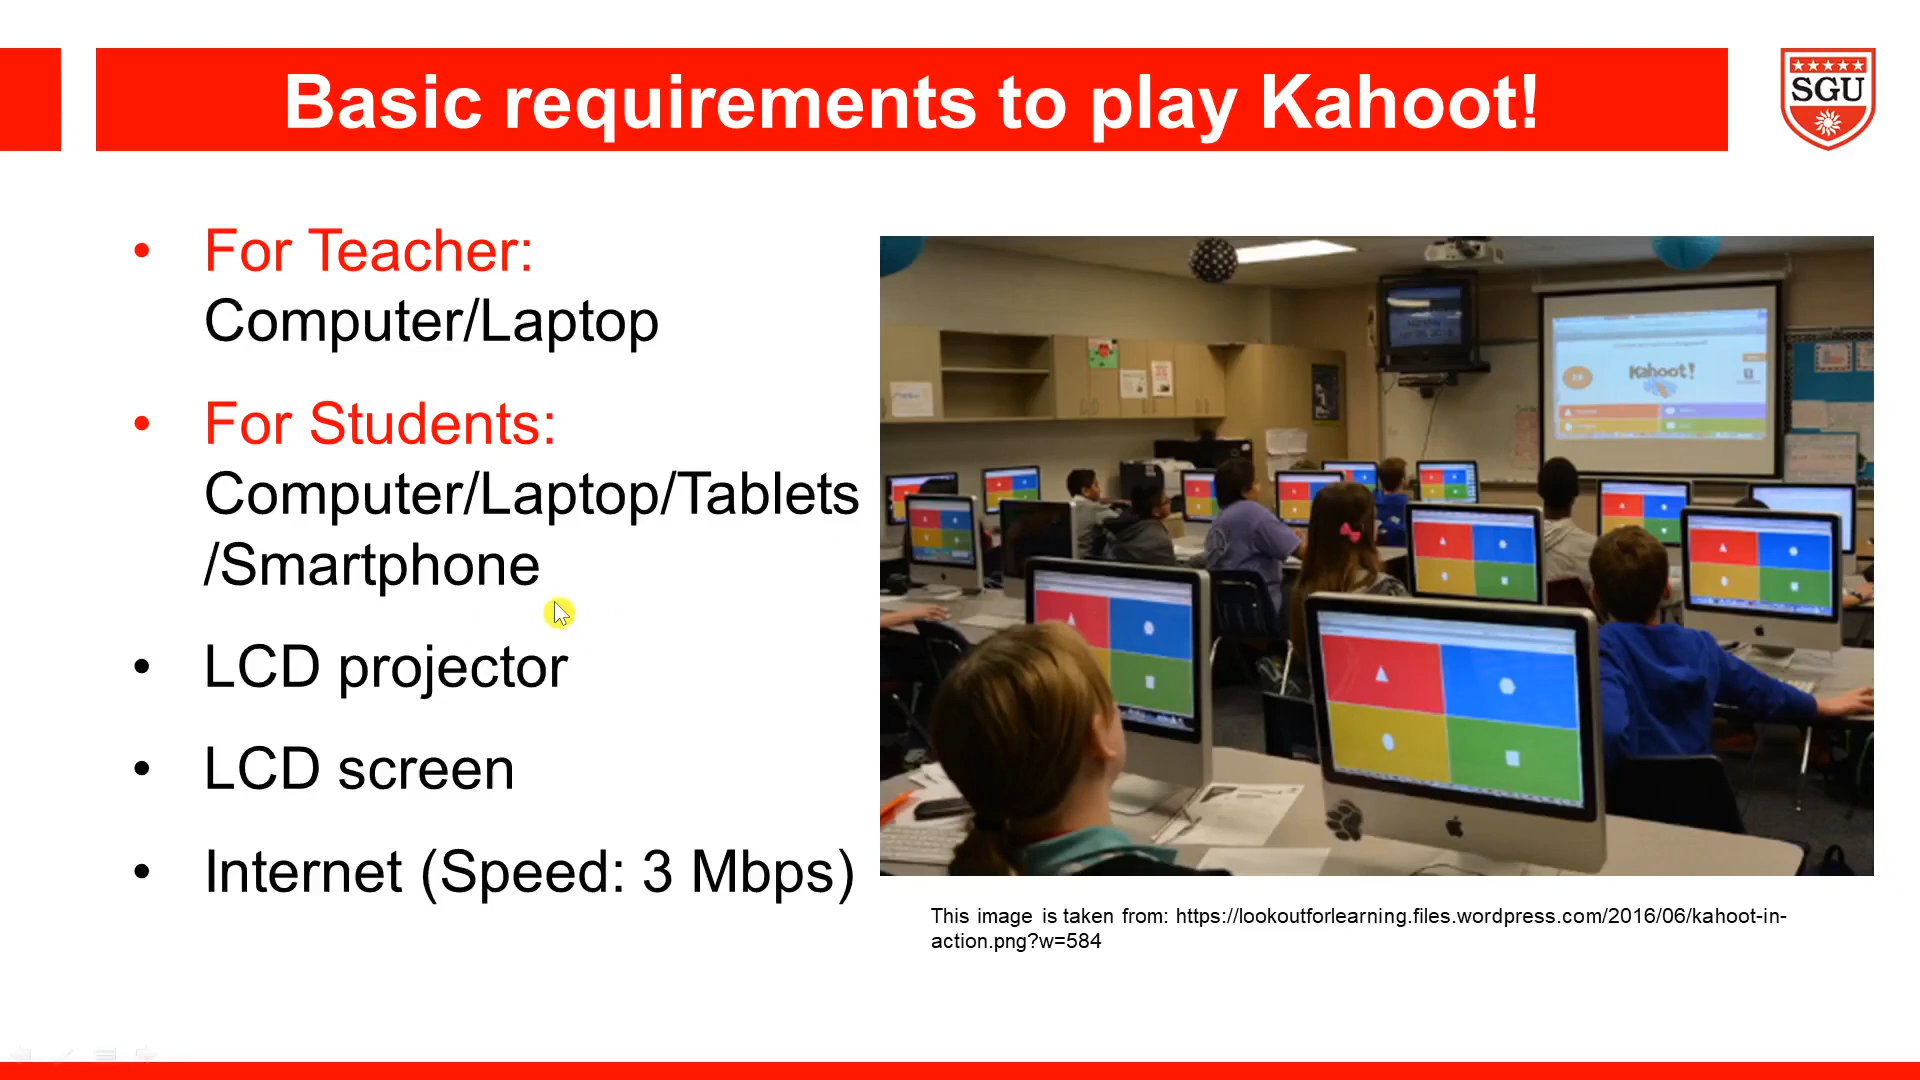 Basic requirements to play Kahoot!
SGU
• For Teacher:
Computer/Laptop
• For Students:
Computer/Laptop/Tablets
/Smartphone
• LCD projector
• LCD screen
• Internet (Speed: 3 Mbps)
Kahoot!
This image is taken from: https://lookoutforlearning.files.wordpress.com/2016/06/kahoot-in-
action.png?w=584